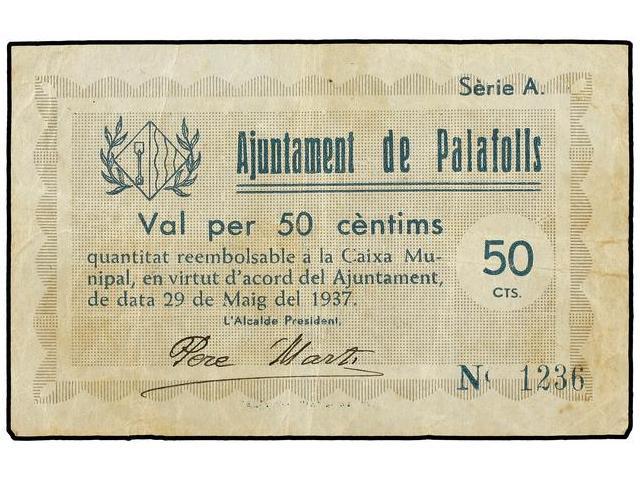 Sèrie A.
Ajuntament de Palafolls
Val per 50 cèntims
quantitat reembolsable à la Caixa Mu-
nipal, en virtut d'acord del Ajuntament,
de data 29 de Maig del 1937.
50
CTS.
L'Alcalde President,
Pere Martí
Nº 1236